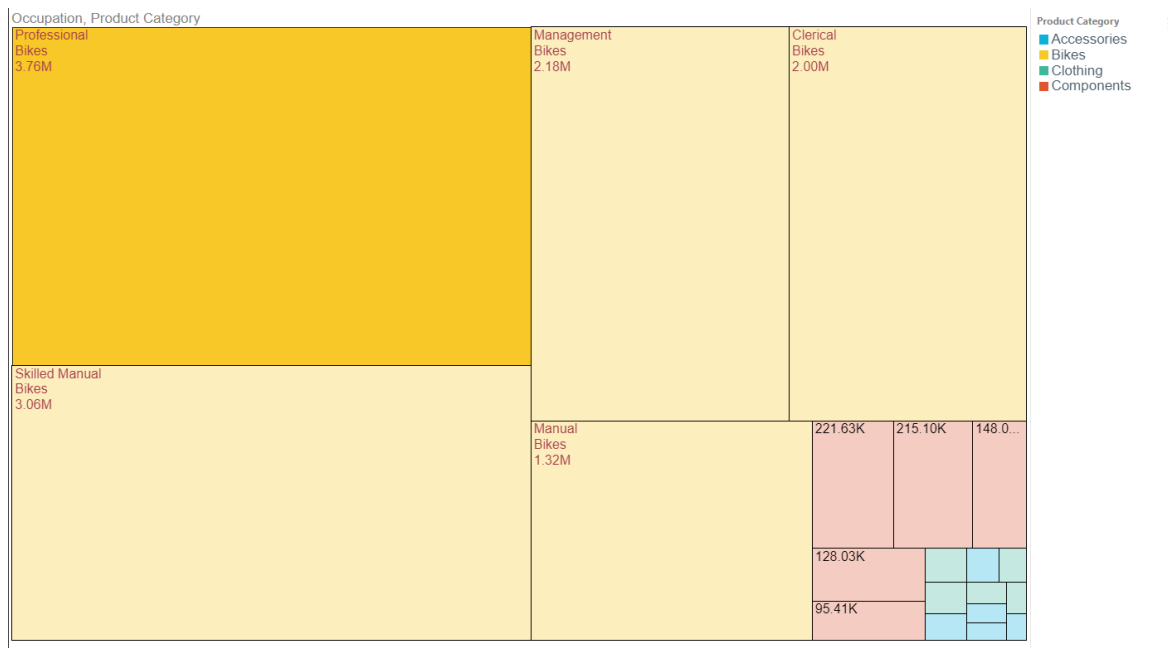 Occupation, Product Category
Professional
Bikes
3.76M
Management
Bikes
2.18M
Clerical
Bikes
2.00M
Skilled Manual
Bikes
3.06M
Manual
Bikes
1.32M
221.63K
215.10K
148.0...
128.03K
95.41K
Product Category
Accessories
Bikes
Clothing
Components